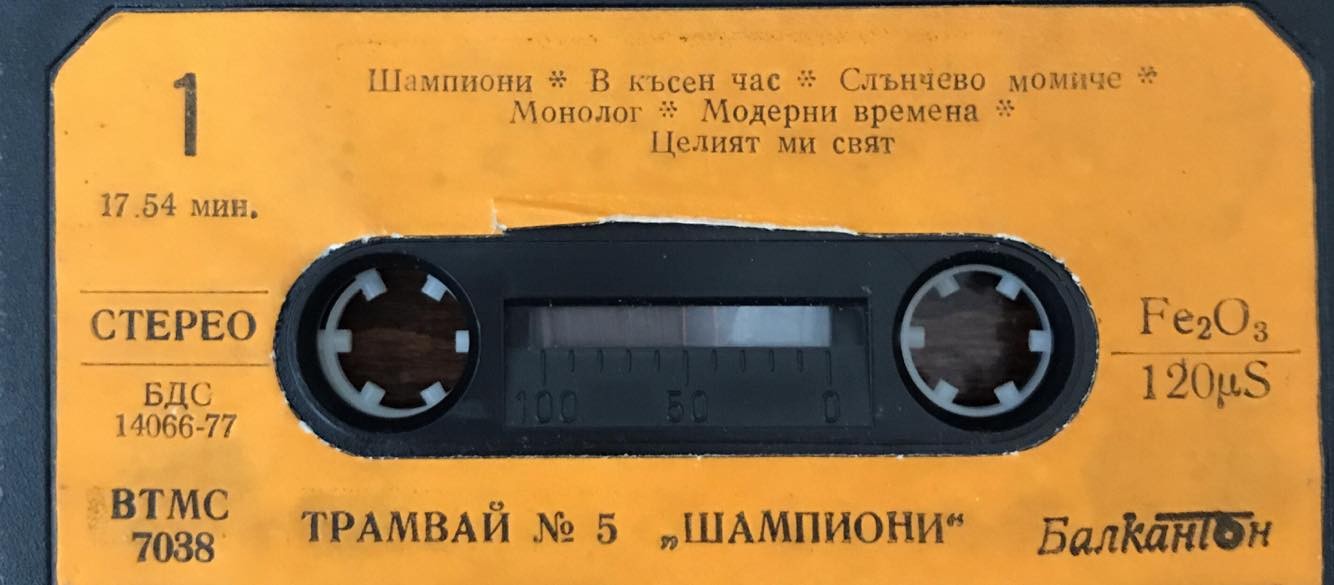 1
Шампиони * В късен час * Слънчево момиче *
Монолог * Модерни времена *
Целият ми свят
17.54 мин.
СТЕРЕО
БДС
14066-77
Fe₂O₃
120µS
100 50 0
ВТМС
7038
ТРАМВАЙ № 5 „ШАМПИОНИ“
Балкантон